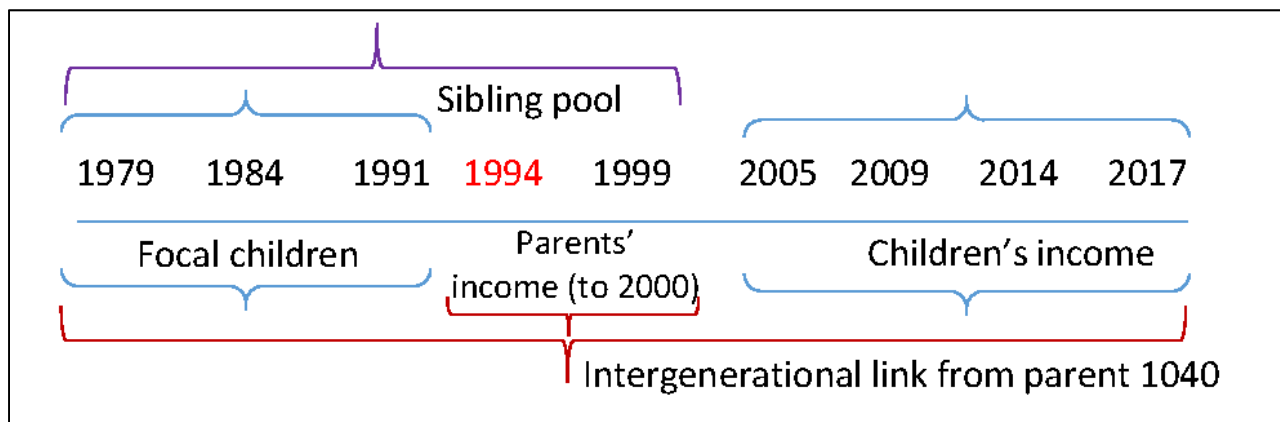 Sibling pool
1979 1984 1991 1994 1999 2005 2009 2014 2017
Focal children
Parents’
income (to 2000)
Children’s income
Intergenerational link from parent 1040